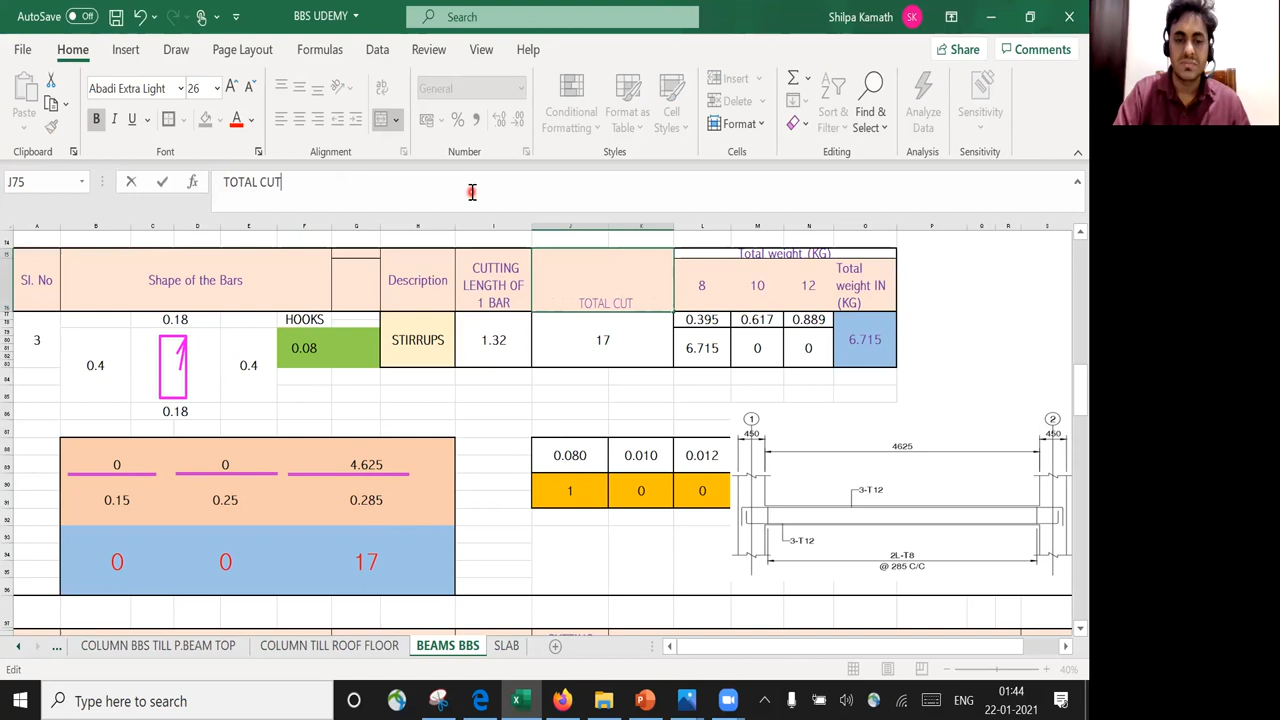 AutoSave Off
BBS UDEMY
Search
Shilpa Kamath
SK
File
Home
Insert
Draw
Page Layout
Formulas
Data
Review
View
Help
Share
Comments
Paste
Abadi Extra Light
26
General
Conditional Formatting
Format as Table
Cell Styles
Insert
Delete
Format
Sort & Filter
Find & Select
Analyze Data
Sensitivity
Clipboard
Font
Alignment
Number
Styles
Cells
Editing
Analysis
Sensitivity
J75
fx
TOTAL CUT
A B C D E F G H I J K L M N O P Q R S
Sl. No
Shape of the Bars
Description
CUTTING
LENGTH OF
1 BAR
TOTAL CUT
Total weight (KG)
8 10 12
Total
weight IN
(KG)
0.18
HOOKS
0.395 0.617 0.889
3
STIRRUPS
1.32
17
6.715
0.08
6.715 0 0
0.4
0.4
0.18
0 0 4.625
0.15 0.25 0.285
0 0 17
0.080 0.010 0.012
1 0 0
1
2
450
450
4625
3-T12
3-T12
2L-T8
@ 285 C/C
COLUMN BBS TILL P.BEAM TOP
COLUMN TILL ROOF FLOOR
BEAMS BBS
SLAB
Edit
40%
Type here to search
ENG
01:44
22-01-2021